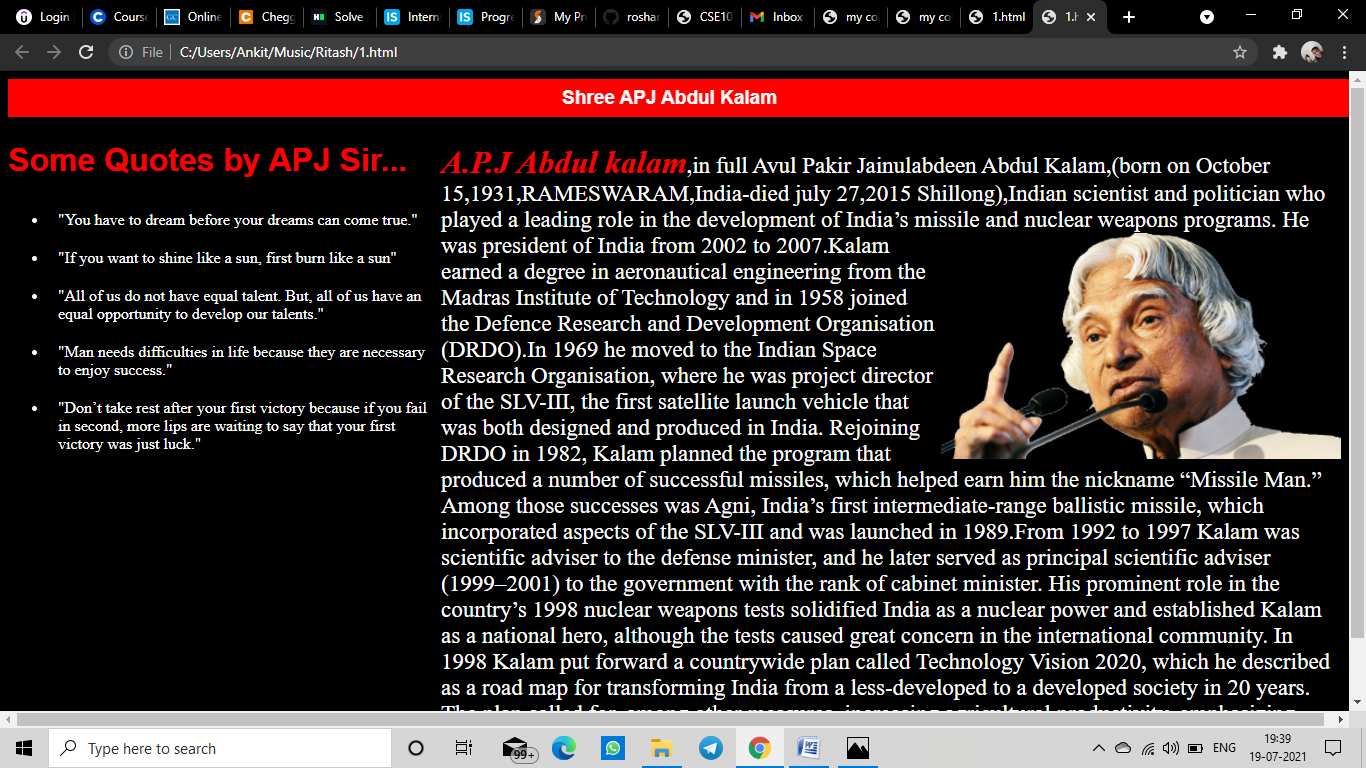 Login
Course
Online
Chegg
Solve
Intern
Progre
My Pr
roshar
CSE10
Inbox
my co
my co
1.html
1.h
File
C:/Users/Ankit/Music/Ritash/1.html
Shree APJ Abdul Kalam
Some Quotes by APJ Sir...
"You have to dream before your dreams can come true."
"If you want to shine like a sun, first burn like a sun"
"All of us do not have equal talent. But, all of us have an
equal opportunity to develop our talents."
"Man needs difficulties in life because they are necessary
to enjoy success."
"Don’t take rest after your first victory because if you fail
in second, more lips are waiting to say that your first
victory was just luck."
A.P.J Abdul kalam,in full Avul Pakir Jainulabdeen Abdul Kalam,(born on October
15,1931,RAMESWARAM,India-died july 27,2015 Shillong),Indian scientist and politician who
played a leading role in the development of India’s missile and nuclear weapons programs. He
was president of India from 2002 to 2007.Kalam
earned a degree in aeronautical engineering from the
Madras Institute of Technology and in 1958 joined
the Defence Research and Development Organisation
(DRDO).In 1969 he moved to the Indian Space
Research Organisation, where he was project director
of the SLV-III, the first satellite launch vehicle that
was both designed and produced in India. Rejoining
DRDO in 1982, Kalam planned the program that
produced a number of successful missiles, which helped earn him the nickname “Missile Man.”
Among those successes was Agni, India’s first intermediate-range ballistic missile, which
incorporated aspects of the SLV-III and was launched in 1989.From 1992 to 1997 Kalam was
scientific adviser to the defense minister, and he later served as principal scientific adviser
(1999–2001) to the government with the rank of cabinet minister. His prominent role in the
country’s 1998 nuclear weapons tests solidified India as a nuclear power and established Kalam
as a national hero, although the tests caused great concern in the international community. In
1998 Kalam put forward a countrywide plan called Technology Vision 2020, which he described
as a road map for transforming India from a less-developed to a developed society in 20 years.
The plan called for, among other measures, increasing agricultural productivity, emphasizing
Type here to search
99+
ENG
19:39
19-07-2021